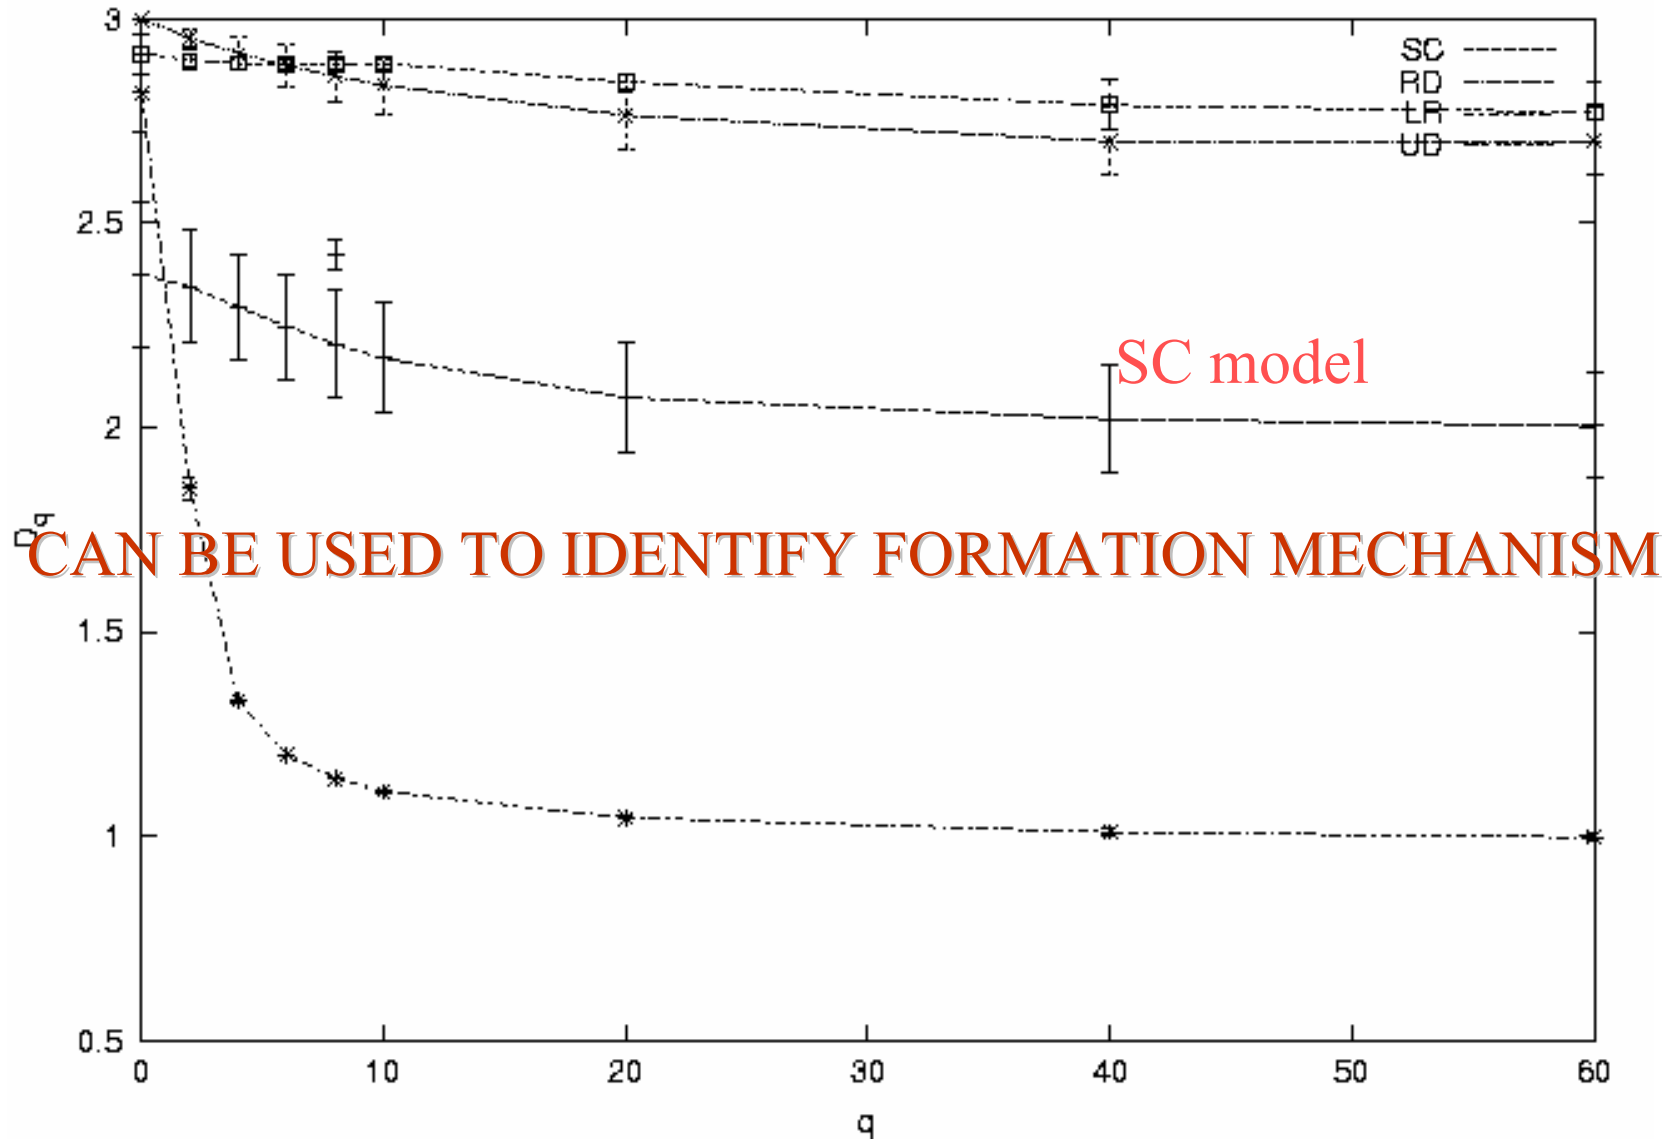 3
SC
RD
LR
UD
2.5
SC model
2
Dq
CAN BE USED TO IDENTIFY FORMATION MECHANISM
1.5
1
0.5
0 10 20 30 40 50 60
q